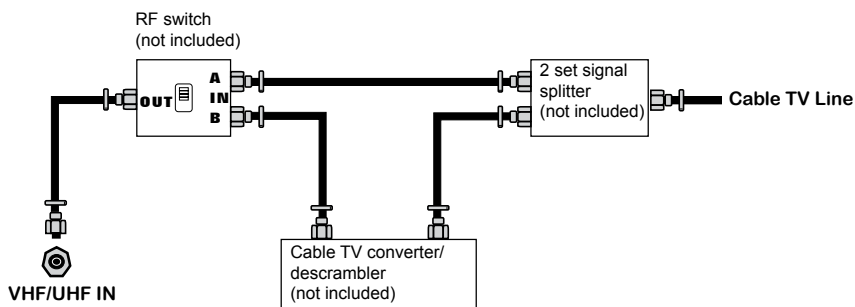 RF switch
(not included)
OUT
A
IN
B
2 set signal
splitter
(not included)
Cable TV Line
Cable TV converter/
descrambler
(not included)
VHF/UHF IN